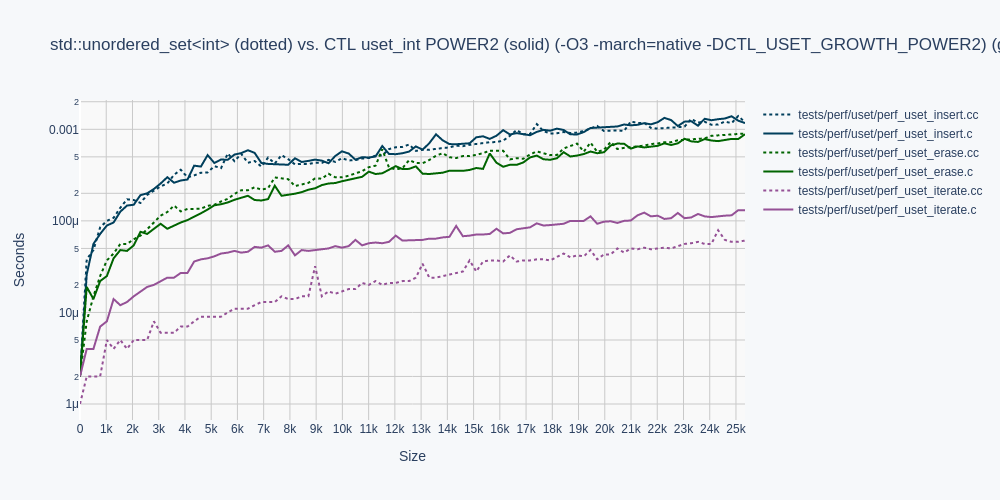 std::unordered_set<int> (dotted) vs. CTL uset_int POWER2 (solid) (-O3 -march=native -DCTL_USET_GROWTH_POWER2) (
2
0.001
5
2
100μ
5
2
10μ
5
2
1μ
Seconds
0 1k 2k 3k 4k 5k 6k 7k 8k 9k 10k 11k 12k 13k 14k 15k 16k 17k 18k 19k 20k 21k 22k 23k 24k 25k
Size
tests/perf/uset/perf_uset_insert.cc
tests/perf/uset/perf_uset_insert.c
tests/perf/uset/perf_uset_erase.cc
tests/perf/uset/perf_uset_erase.c
tests/perf/uset/perf_uset_iterate.cc
tests/perf/uset/perf_uset_iterate.c